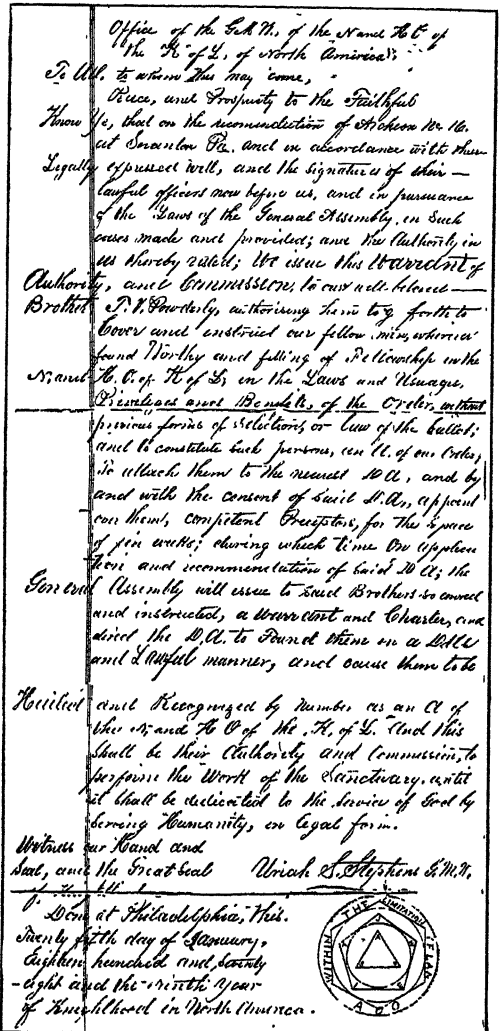 Office of the G.M.W. of the N and H O of
the K of L, of North America.
To All to whom this may come,
Peace, and Prosperity to the Faithful
Know Ye, that on the recommendation of No 16.
at Scranton Pa. and in accordance with their
Legally expressed will, and the signatures of their
lawful officers now before us, and in pursuance
of the Laws of the General Assembly, in such
cases made and provided; and the Authority in
us thereby vested; We issue this Warrant of
Authority, and Commission, to our well beloved
Brother T. V. Powderly, authorizing him to go forth to
Cover and instruct our fellow men, wherever
found Worthy and fitting of Fellowship in the
N, and H. O. of K of L; in the Laws and Usages,
Privileges and Benefits, of the Order, without
previous forms of selections or law of the ballot;
and to constitute such persons, an A. of our Order,
To attach them to the nearest D A, and by
and with the consent of said D. A., appoint
over them, competent Preceptors, for the space
of six weeks; during which time On applica
tion and recommendation of said D A; the
General Assembly will issue to said Brothers so covered
and instructed, a Warrant and Charter, and
direct the D. A. to Found them in a Due
and Lawful manner, and cause them to be
Hailed and Recognized by number as an A of
the N, and H O of the K. of L. And this
shall be their Authority and Commission, to
perform the Work of the Sanctuary, until
it shall be dedicated to the Service of God by
Serving Humanity, in legal form.
Witness our Hand and
Seal, and the Great Seal Uriah S. Stephens G.M.W.
Done at Philadelphia, this.
Twenty fifth day of January,
Eighteen hundred and seventy
-eight and the ninth Year
of Knighthood in North America.
WITHIN THE LIMITATION